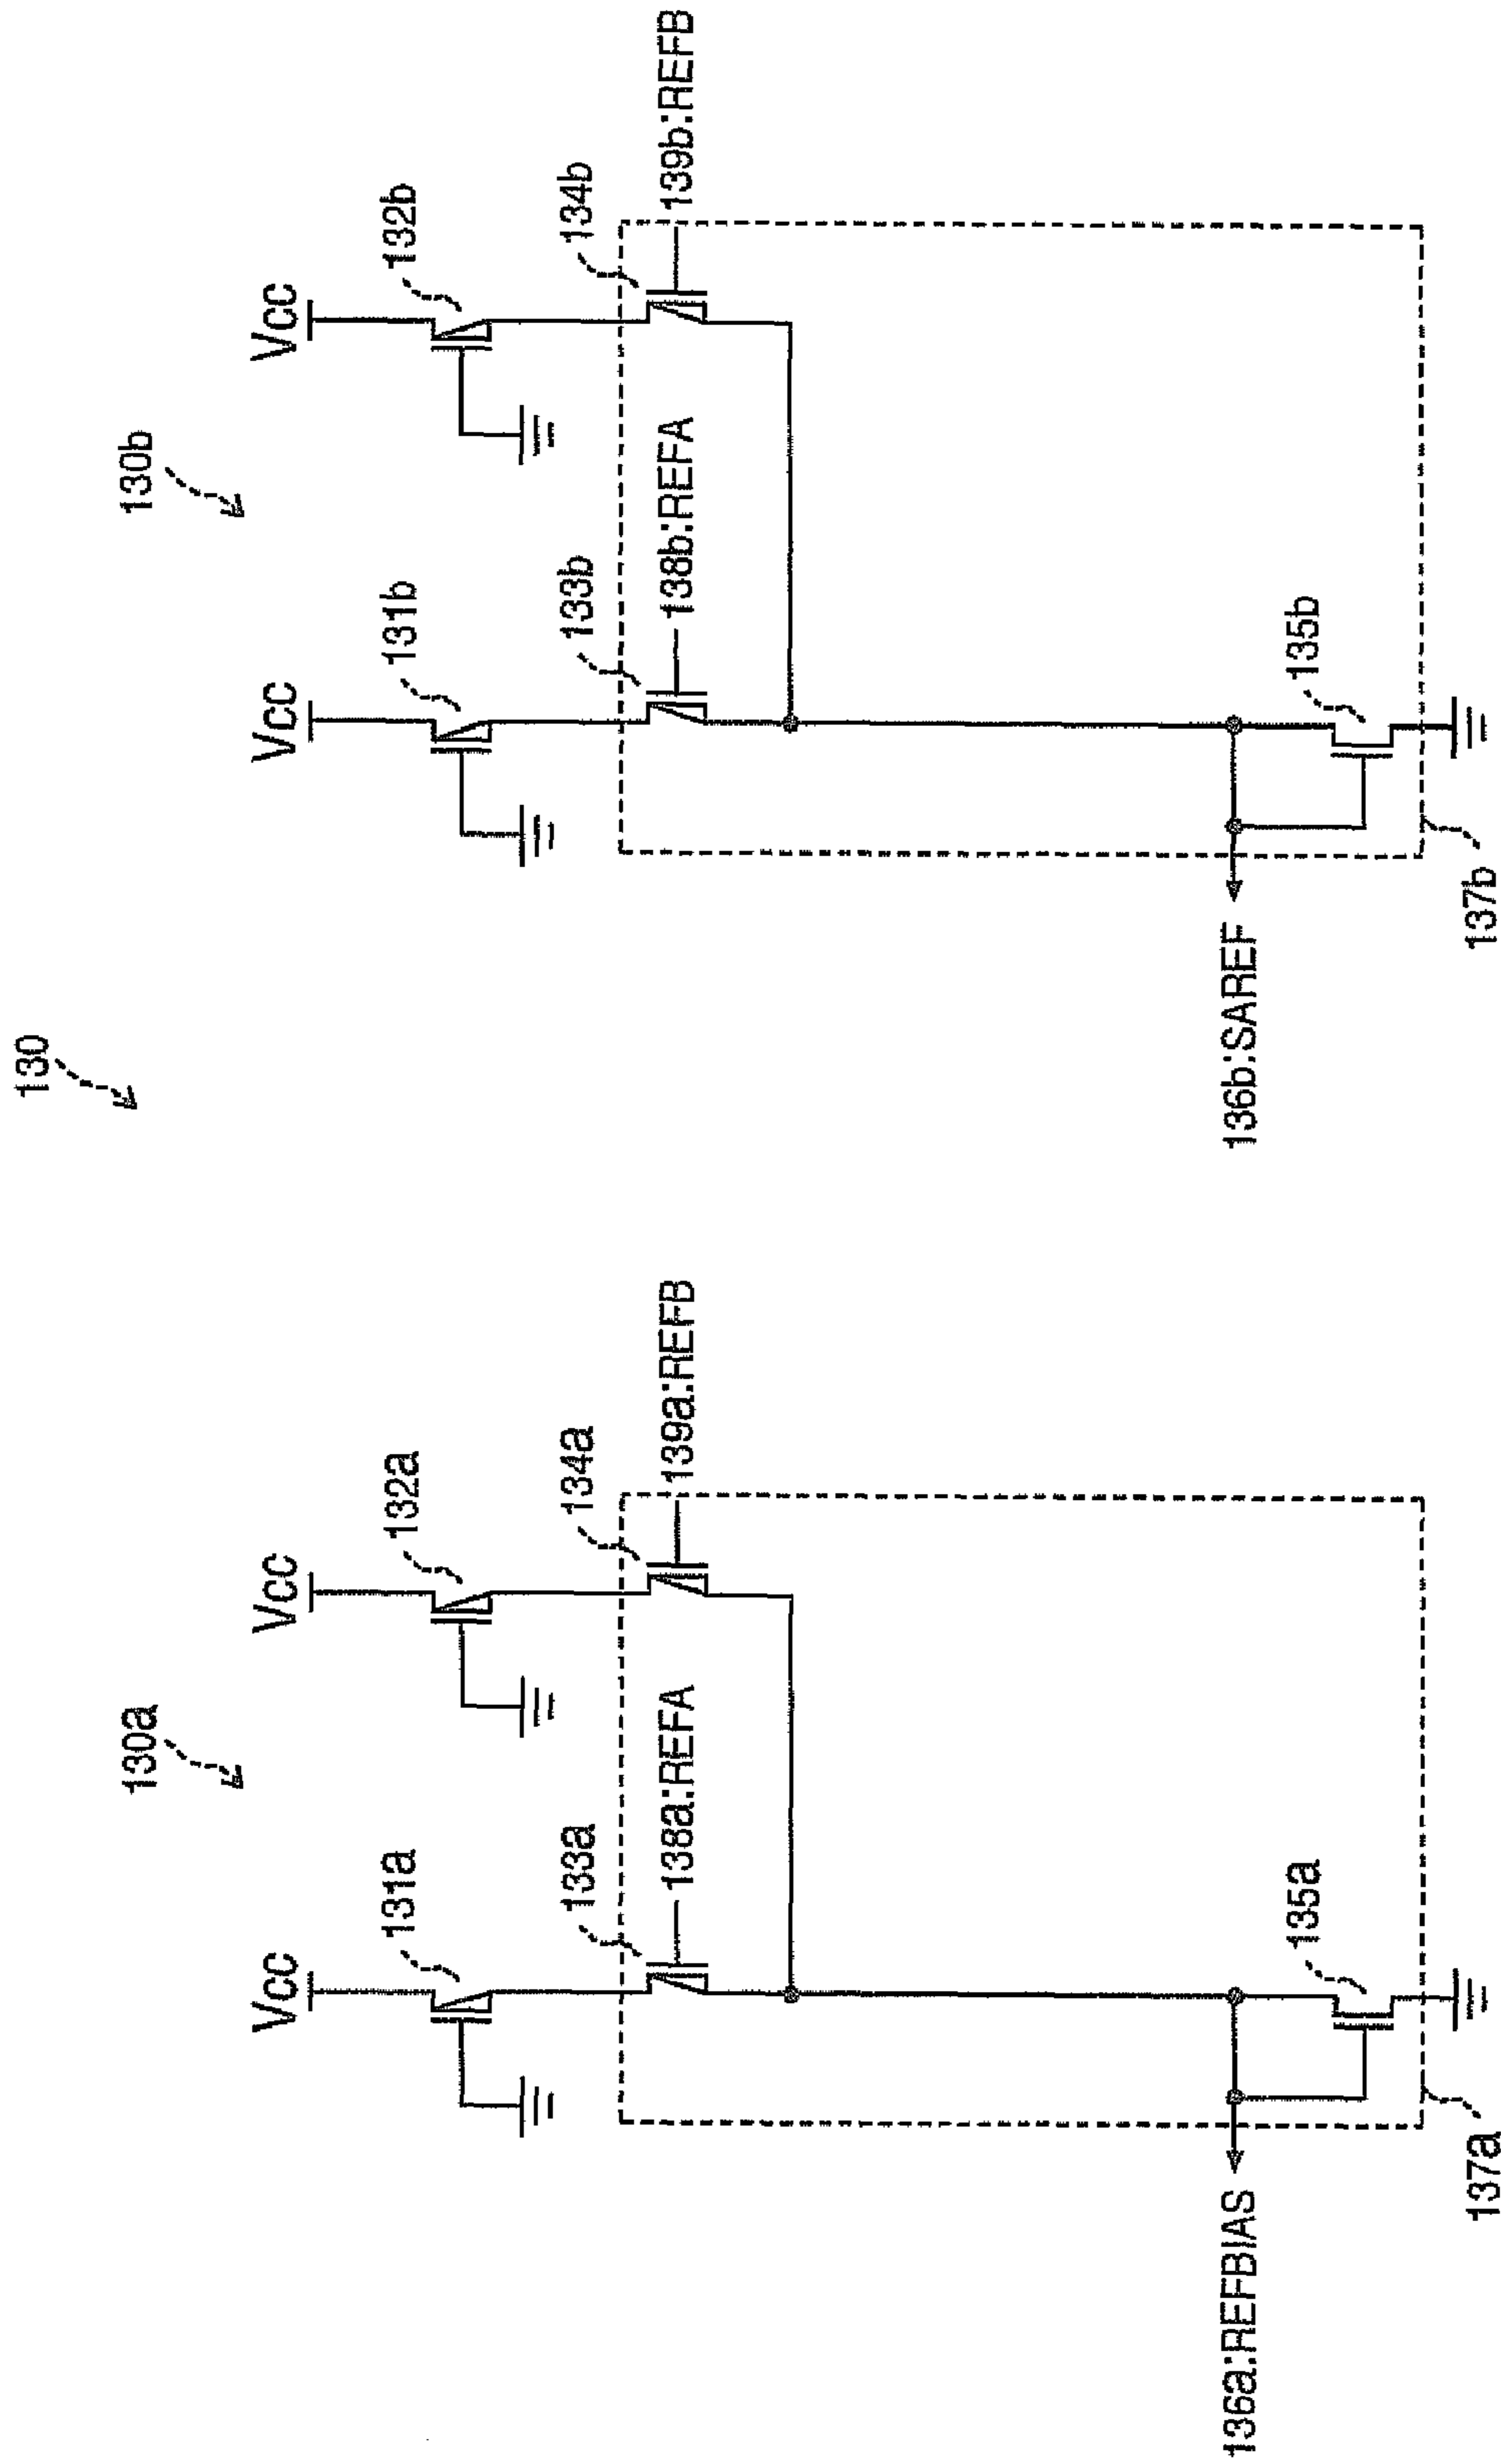 130
130a
130b
Vcc
Vcc
Vcc
Vcc
131a
132a
131b
132b
133a
134a
133b
134b
138a:REFA
139a:REFB
138b:REFA
139b:REFB
136a:REFBIAS
135a
136b:SAREF
135b
137a
137b